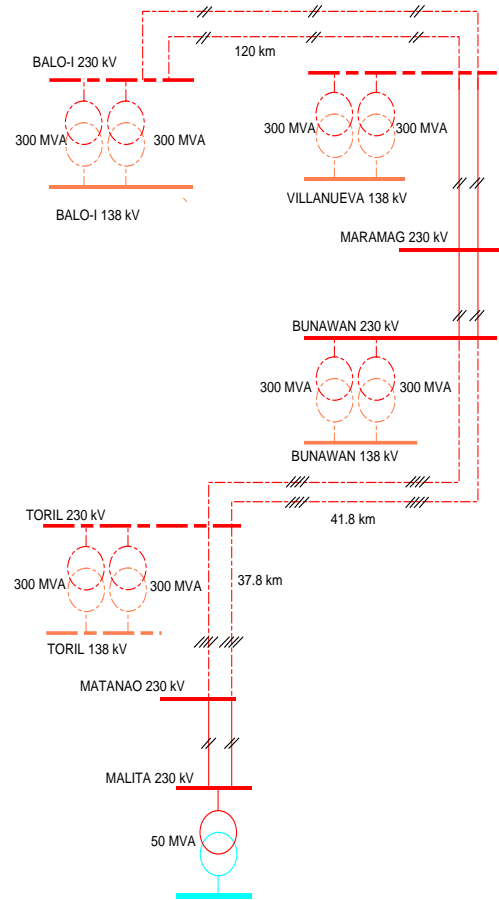 120 km
BALO-I 230 kV
300 MVA
300 MVA
300 MVA
300 MVA
BALO-I 138 kV
VILLANUEVA 138 kV
MARAMAG 230 kV
BUNAWAN 230 kV
300 MVA
300 MVA
BUNAWAN 138 kV
TORIL 230 kV
41.8 km
37.8 km
300 MVA
300 MVA
TORIL 138 kV
MATANAO 230 kV
MALITA 230 kV
50 MVA